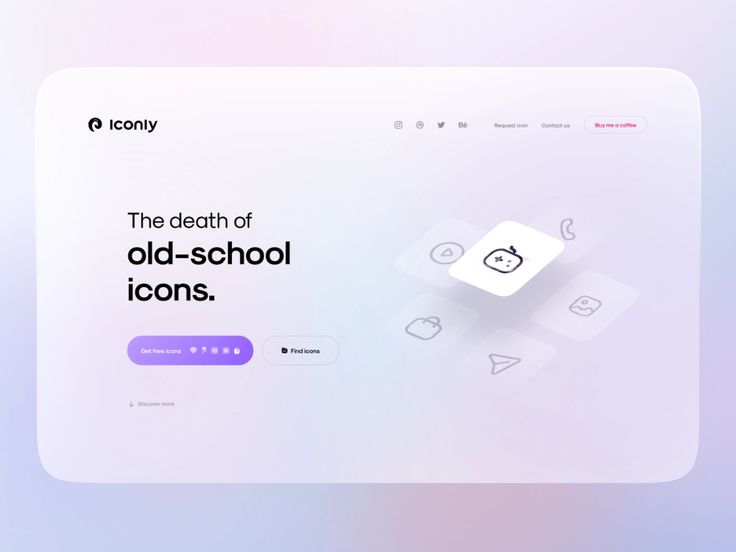 Iconly
Bē
Request icon
Contact us
Buy me a coffee
The death of
old-school
icons.
Get free icons
Find icons
Discover more